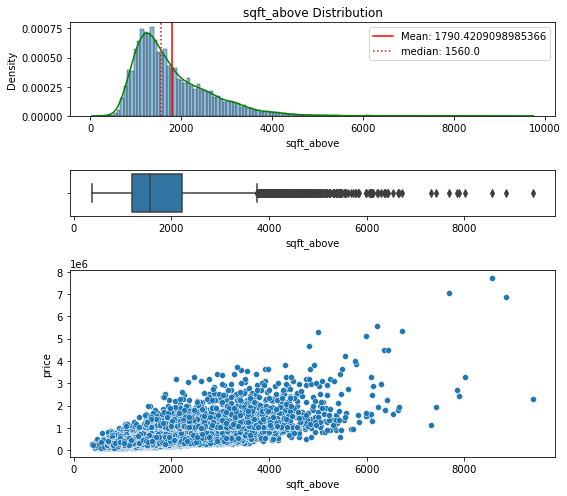 sqft_above Distribution
Mean: 1790.4209098985366
median: 1560.0
Density
0.00075
0.00050
0.00025
0.00000
0 2000 4000 6000 8000 10000
sqft_above
0 2000 4000 6000 8000
sqft_above
1e6
price
8
7
6
5
4
3
2
1
0
0 2000 4000 6000 8000
sqft_above